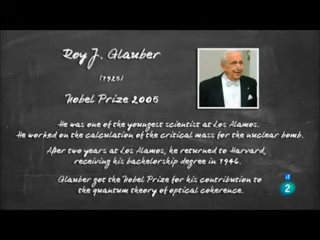 Roy J. Glauber
(1925)
Nobel Prize 2005
He was one of the youngest scientist at Los Alamos.
He worked on the calculation of the critical mass for the nuclear bomb.
After two years at Los Alamos, he returned to Harvard,
receiving his bachelorship degree in 1946.
Glauber got the Nobel Prize for his contribution to
the quantum theory of optical coherence.
2